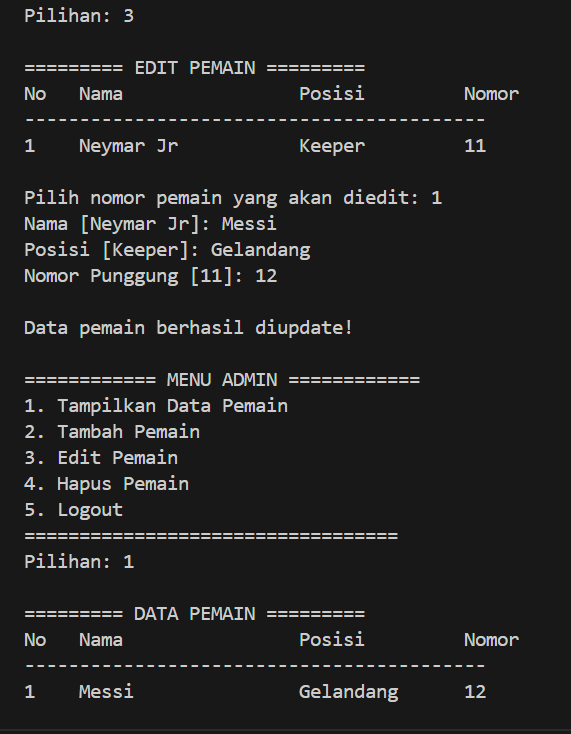 Pilihan: 3
========= EDIT PEMAIN =========
No   Nama                Posisi         Nomor
------------------------------------------
1    Neymar Jr           Keeper         11
Pilih nomor pemain yang akan diedit: 1
Nama [Neymar Jr]: Messi
Posisi [Keeper]: Gelandang
Nomor Punggung [11]: 12
Data pemain berhasil diupdate!
============ MENU ADMIN ============
1. Tampilkan Data Pemain
2. Tambah Pemain
3. Edit Pemain
4. Hapus Pemain
5. Logout
==================================
Pilihan: 1
========= DATA PEMAIN =========
No   Nama                Posisi         Nomor
------------------------------------------
1    Messi               Gelandang      12